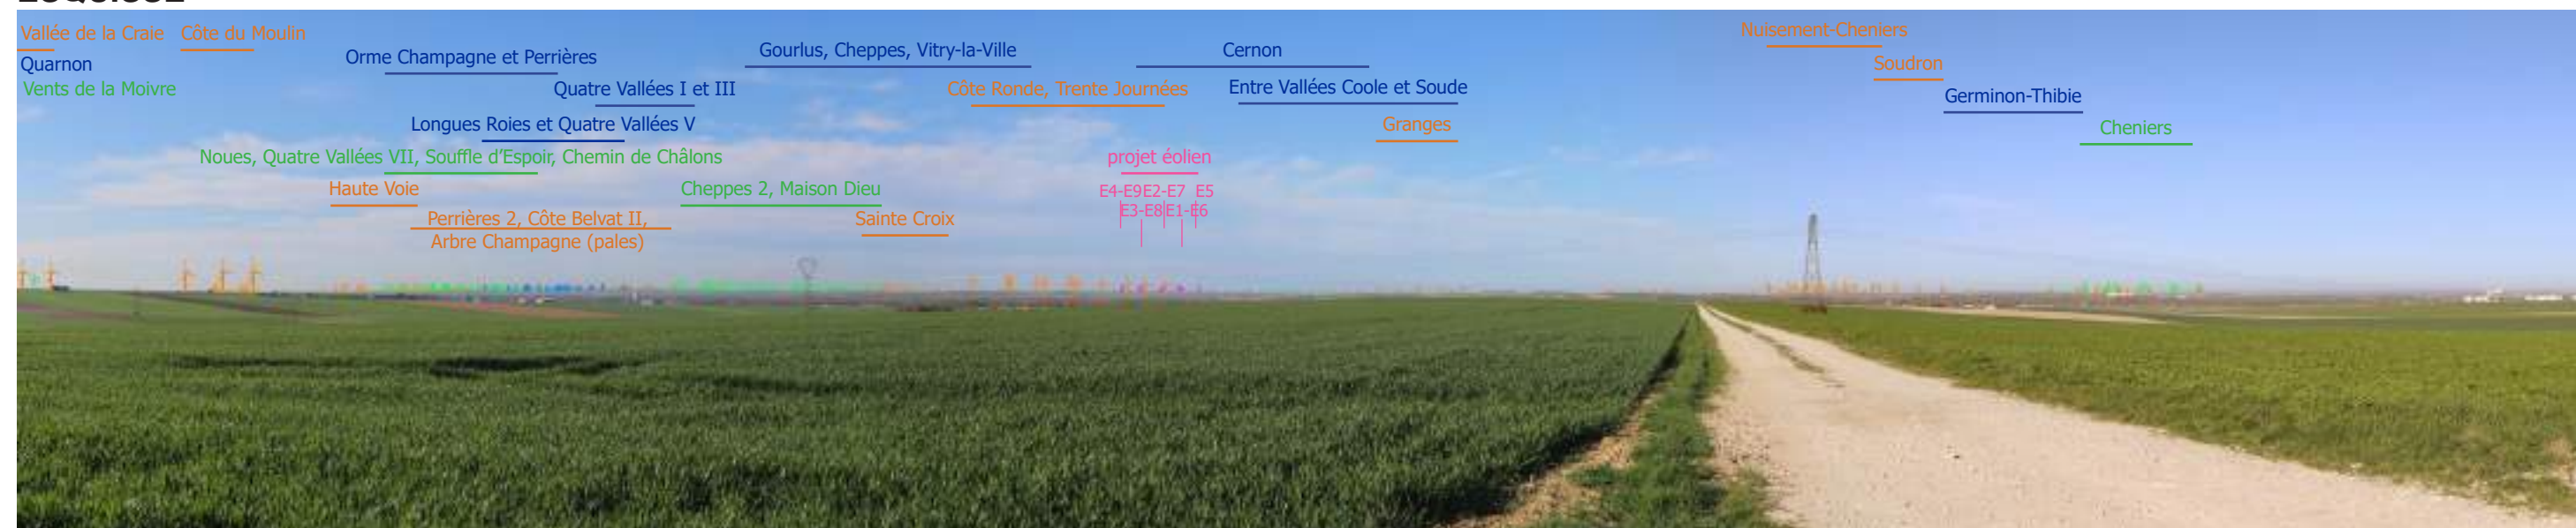 Vallée de la Craie
Côte du Moulin
Quarnon
Vents de la Moivre
Orme Champagne et Perrières
Quatre Vallées I et III
Longues Roies et Quatre Vallées V
Noues, Quatre Vallées VII, Souffle d'Espoir, Chemin de Châlons
Haute Voie
Perrières 2, Côte Belvat II,
Arbre Champagne (pales)
Gourlus, Cheppes, Vitry-la-Ville
Cheppes 2, Maison Dieu
Sainte Croix
Côte Ronde, Trente Journées
Cernon
Entre Vallées Coole et Soude
Granges
projet éolien
E4-E9E2-E7 E5
E3-E8E1-E6
Nuisement-Cheniers
Soudron
Germinon-Thibie
Cheniers